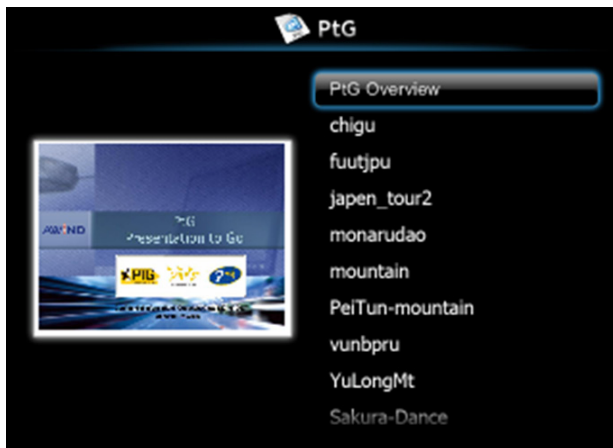 PtG
PtG Overview
chigu
fuutjpu
japen_tour2
monarudao
mountain
PeiTun-mountain
vunbpru
YuLongMt
Sakura-Dance
AWIND
PtG
Presentation to Go
PtG